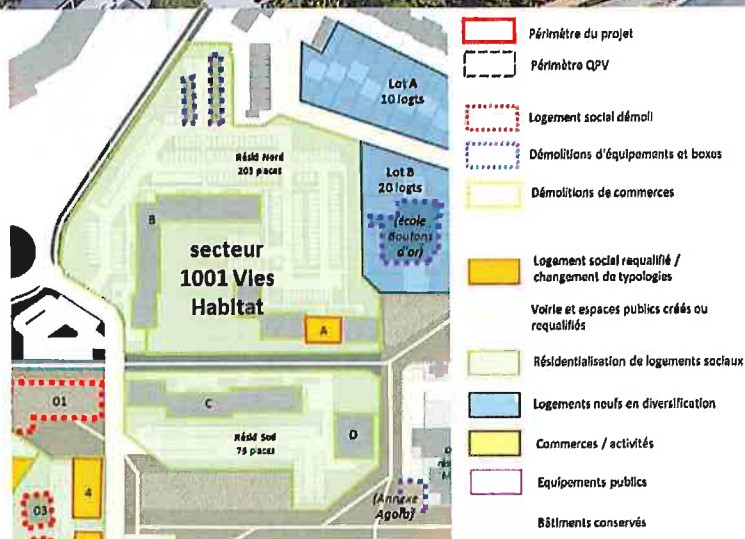 Lot A
10 logts
Résid Nord
203 paces
Lot B
20 logts
(école
Boutons
d'or)
B
secteur
1001 Vies
Habitat
A
01
C
D
Résid Sud
75 paces
4
03
(Annexe
Agora)
Périmètre du projet
Périmètre QPV
Logement social démoli
Démolitions d'équipements et boxes
Démolitions de commerces
Logement social requalifié /
changement de typologies
Voirie et espaces publics créés ou
requalifiés
Résidentialisation de logements sociaux
Logements neufs en diversification
Commerces / activités
Equipements publics
Bâtiments conservés